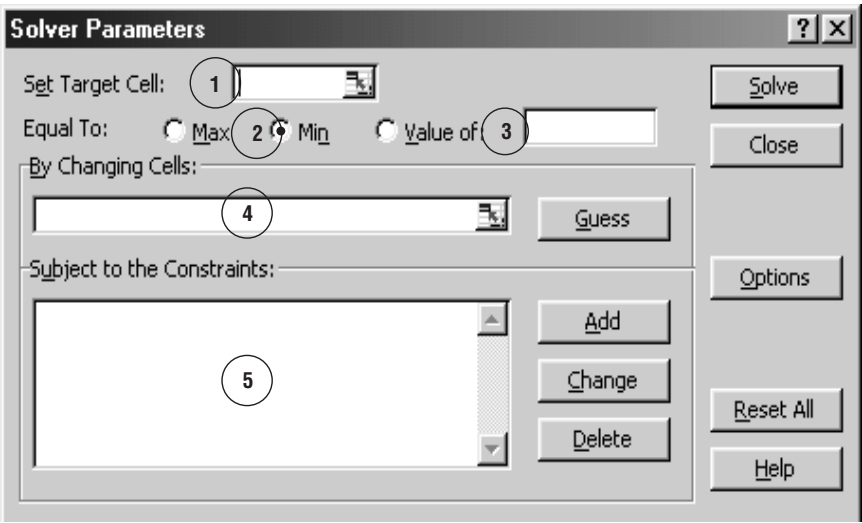 Solver Parameters ? X
Set Target Cell: 1 Solve
Equal To: Max 2 Min Value of: 3
Close
By Changing Cells:
4 Guess
Subject to the Constraints:
Options
Add
5 Change
Reset All
Delete
Help